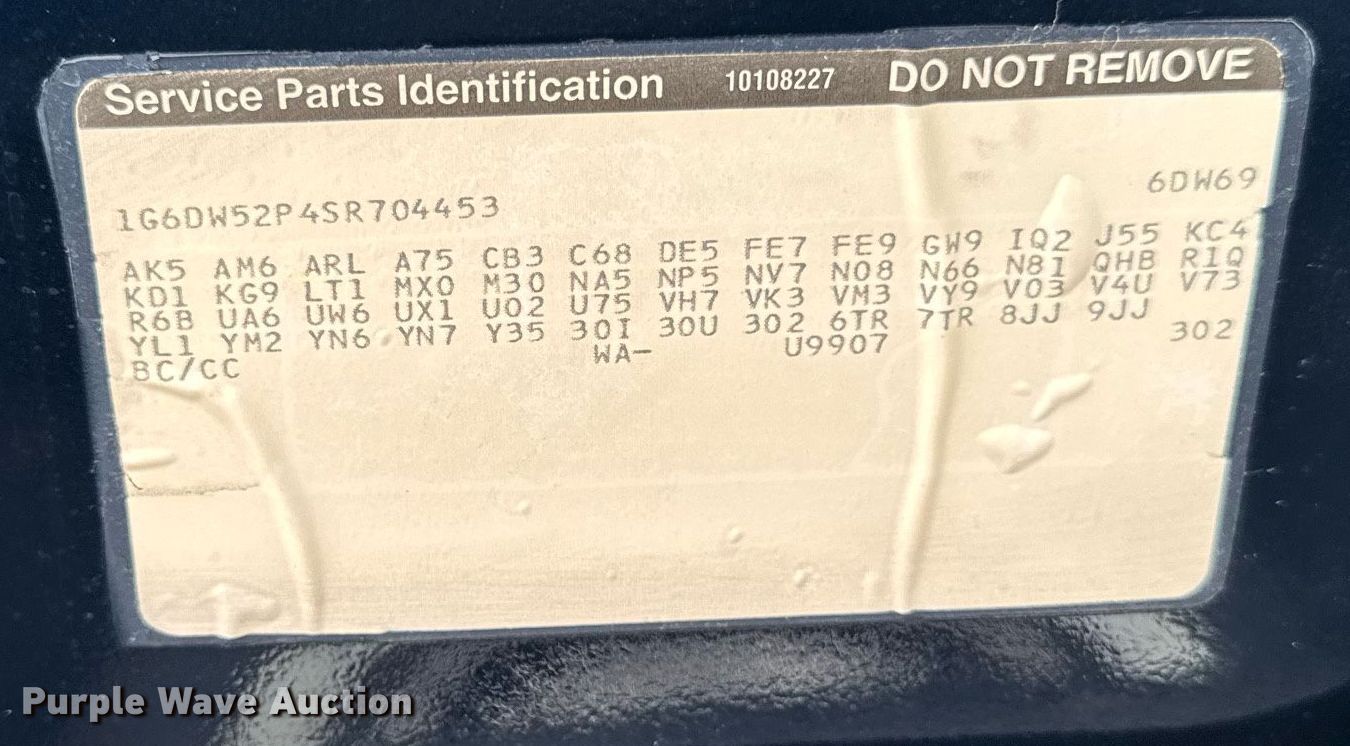 Service Parts Identification 10108227 DO NOT REMOVE
1G6DW52P4SR704453 6DW69
AK5 AM6 ARL A75 CB3 C68 DE5 FE7 FE9 GW9 IQ2 J55 KC4
KD1 KG9 LT1 MX0 M30 NA5 NP5 NV7 N08 N66 N81 QHB R1Q
R6B UA6 UW6 UX1 U02 U75 VH7 VK3 VM3 VY9 V03 V4U V73
YL1 YM2 YN6 YN7 Y35 30I 30U 302 6TR 7TR 8JJ 9JJ
BC/CC WA- U9907 302
Purple Wave Auction